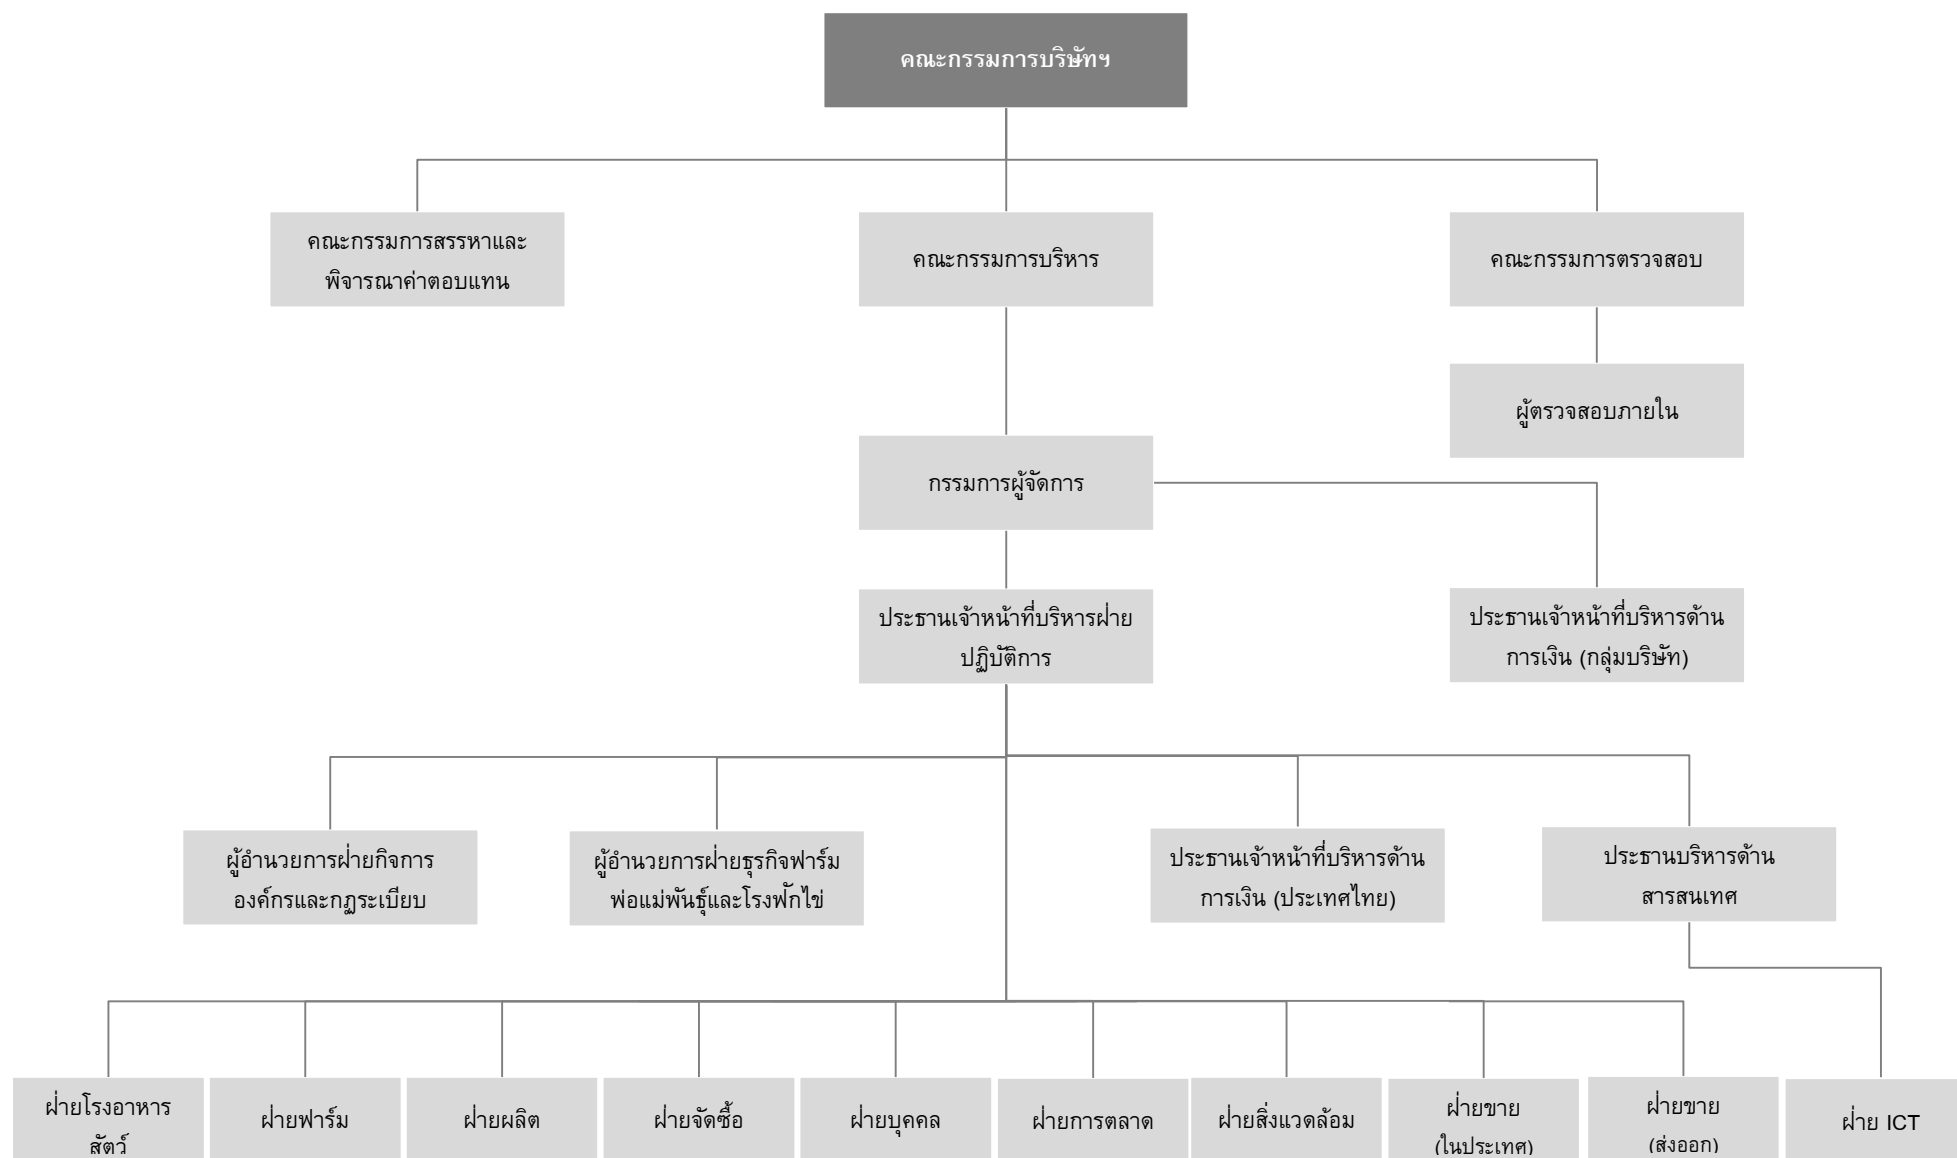 คณะกรรมการบริษัทฯ
คณะกรรมการสรรหาและ
พิจารณาค่าตอบแทน
คณะกรรมการบริหาร
คณะกรรมการตรวจสอบ
ผู้ตรวจสอบภายใน
กรรมการผู้จัดการ
ประธานเจ้าหน้าที่บริหารฝ่าย
ปฏิบัติการ
ประธานเจ้าหน้าที่บริหารด้าน
การเงิน (กลุ่มบริษัท)
ผู้อำนวยการฝ่ายกิจการ
องค์กรและกฎระเบียบ
ผู้อำนวยการฝ่ายธุรกิจฟาร์ม
พ่อแม่พันธุ์และโรงฟักไข่
ประธานเจ้าหน้าที่บริหารด้าน
การเงิน (ประเทศไทย)
ประธานบริหารด้าน
สารสนเทศ
ฝ่ายโรงอาหาร
สัตว์
ฝ่ายฟาร์ม
ฝ่ายผลิต
ฝ่ายจัดซื้อ
ฝ่ายบุคคล
ฝ่ายการตลาด
ฝ่ายสิ่งแวดล้อม
ฝ่ายขาย
(ในประเทศ)
ฝ่ายขาย
(ส่งออก)
ฝ่าย ICT